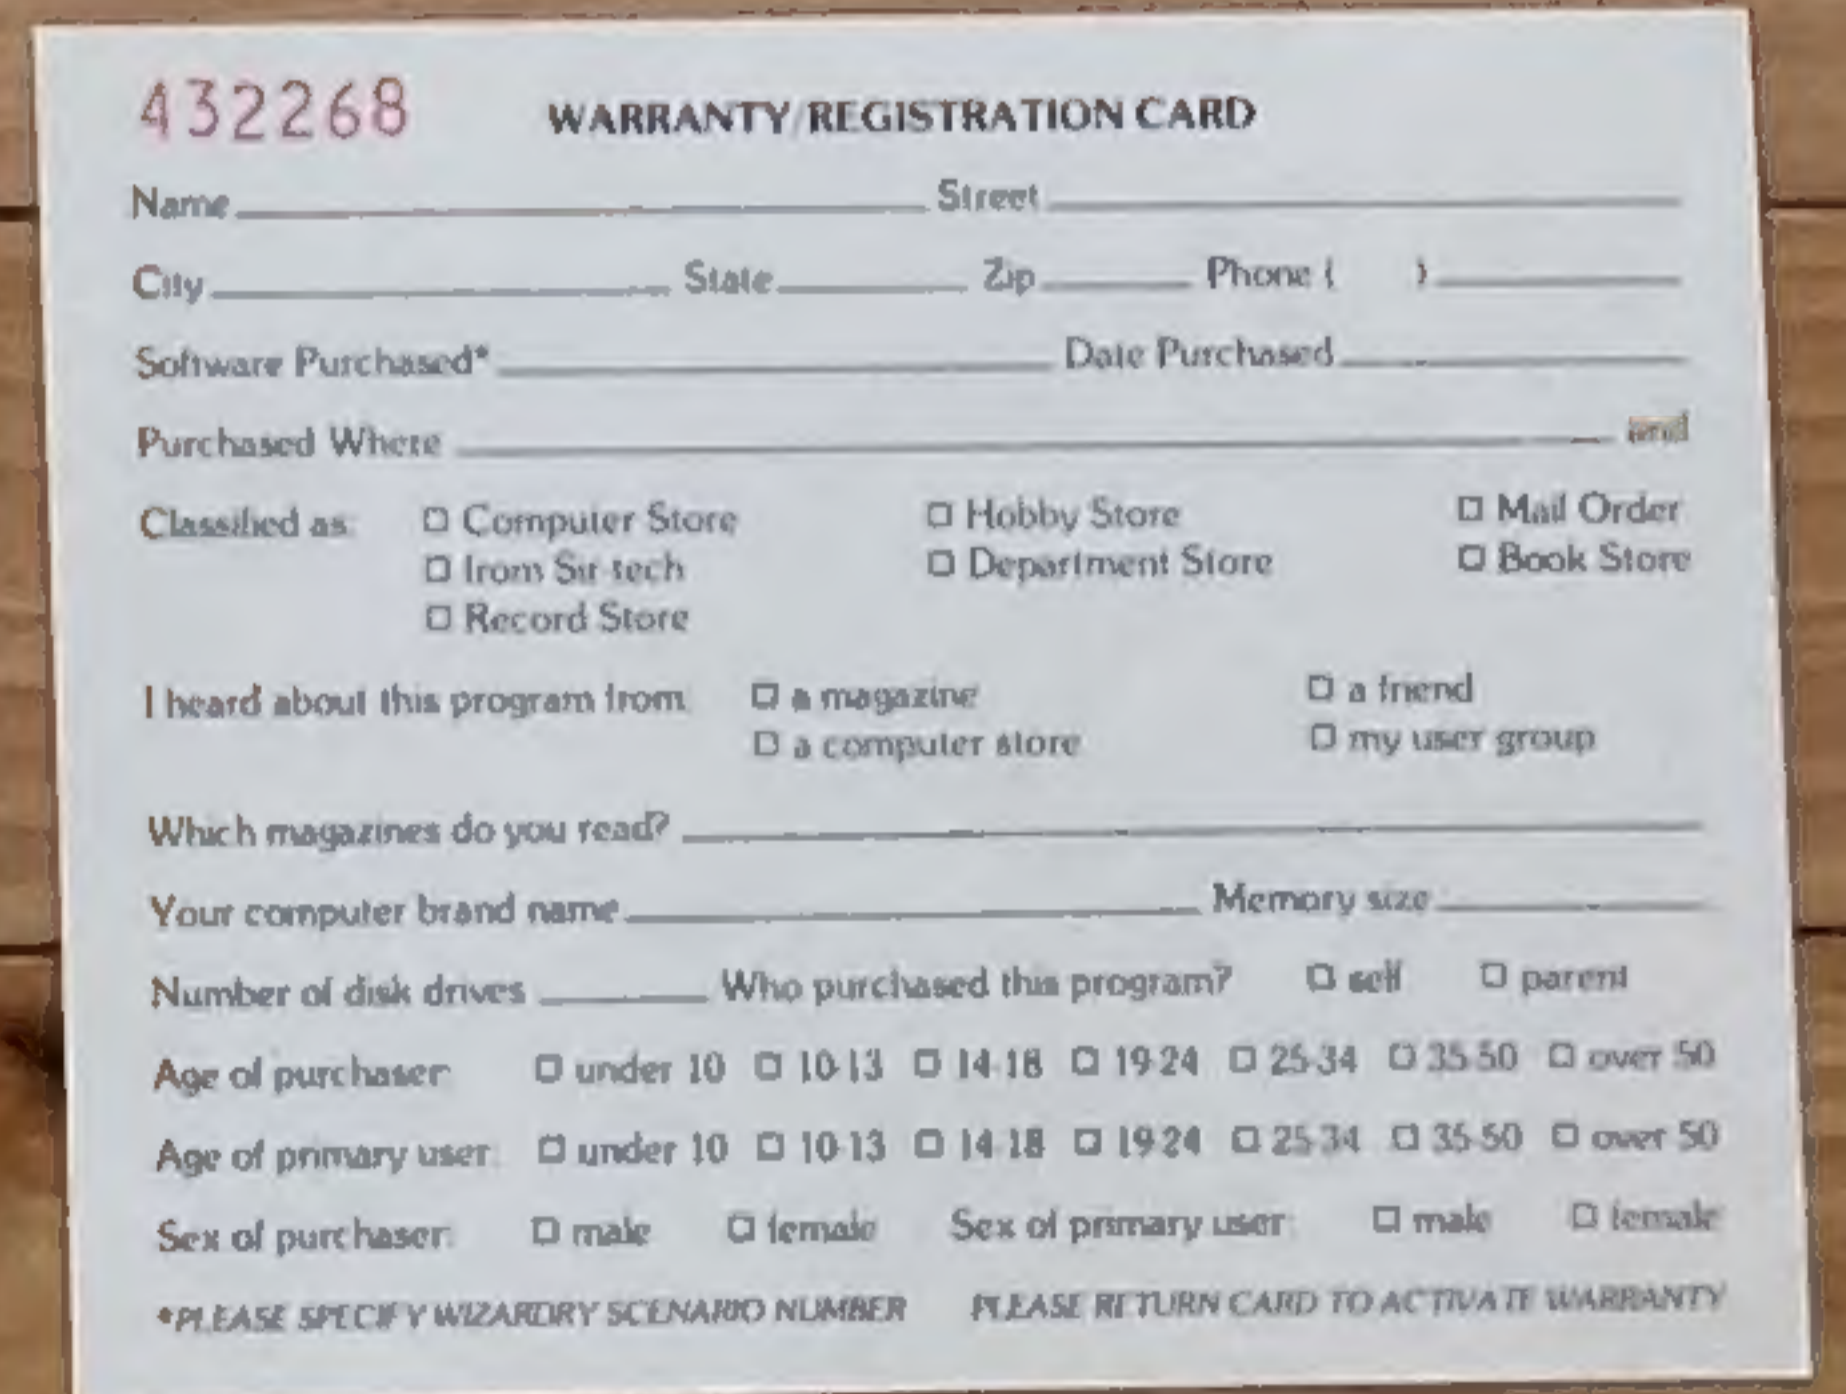 432268 WARRANTY/REGISTRATION CARD
Name Street
City State Zip Phone ( )
Software Purchased* Date Purchased
Purchased Where
Classified as: □ Computer Store □ Hobby Store □ Mail Order
□ from Sir-tech □ Department Store □ Book Store
□ Record Store
I heard about this program from: □ a magazine □ a friend
□ a computer store □ my user group
Which magazines do you read?
Your computer brand name Memory size
Number of disk drives Who purchased this program? □ self □ parent
Age of purchaser: □ under 10 □ 10-13 □ 14-18 □ 19-24 □ 25-34 □ 35-50 □ over 50
Age of primary user: □ under 10 □ 10-13 □ 14-18 □ 19-24 □ 25-34 □ 35-50 □ over 50
Sex of purchaser: □ male □ female Sex of primary user: □ male □ female
*PLEASE SPECIFY WIZARDRY SCENARIO NUMBER PLEASE RETURN CARD TO ACTIVATE WARRANTY